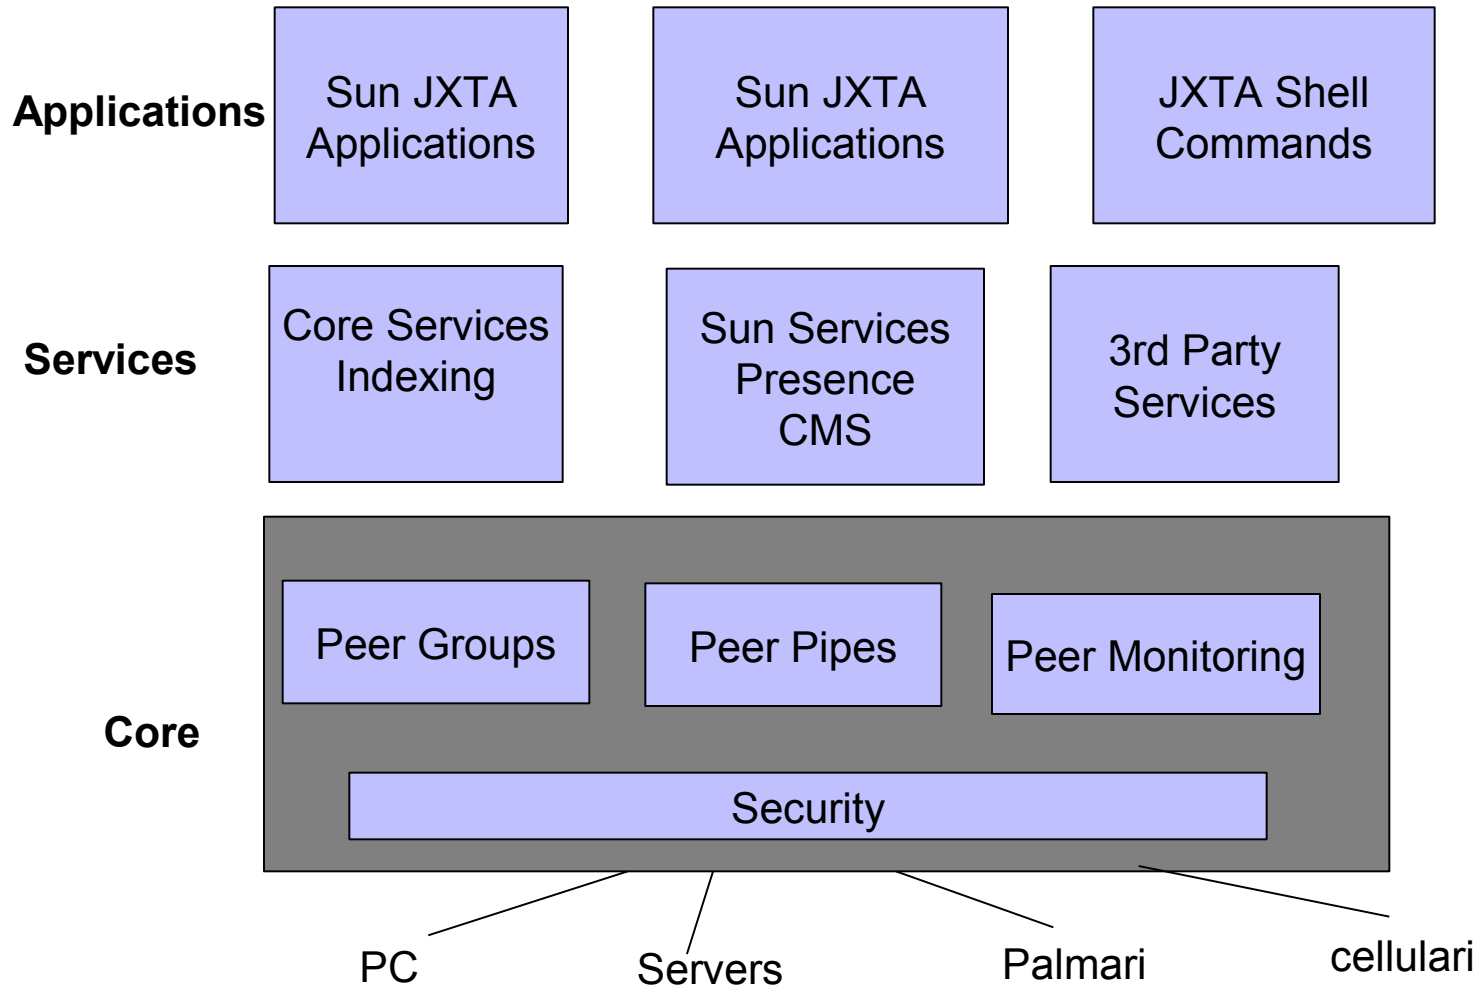 Applications
Sun JXTA
Applications
Sun JXTA
Applications
JXTA Shell
Commands
Services
Core Services
Indexing
Sun Services
Presence
CMS
3rd Party
Services
Core
Peer Groups
Peer Pipes
Peer Monitoring
Security
PC
Servers
Palmari
cellulari